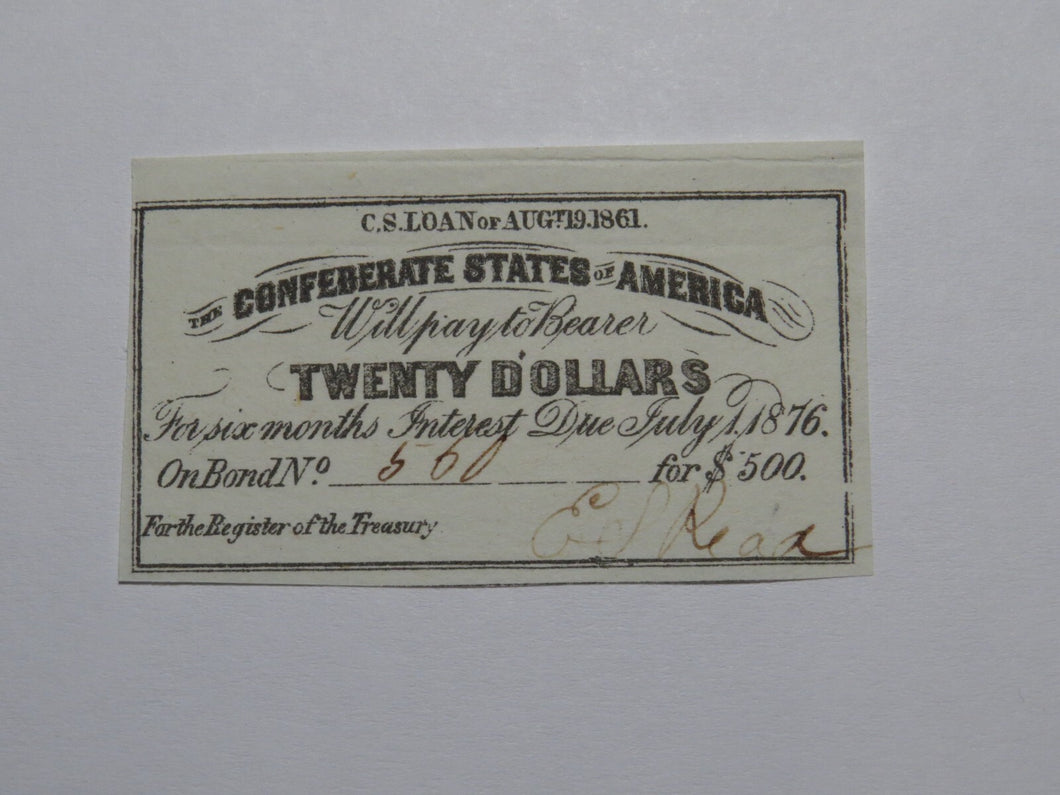 C.S. LOAN OF AUGT. 19. 1861.
THE CONFEDERATE STATES OF AMERICA
Will pay to Bearer
TWENTY DOLLARS
For six months Interest Due July 1, 1876.
On Bond No. 560 for $500.
For the Register of the Treasury E S Read